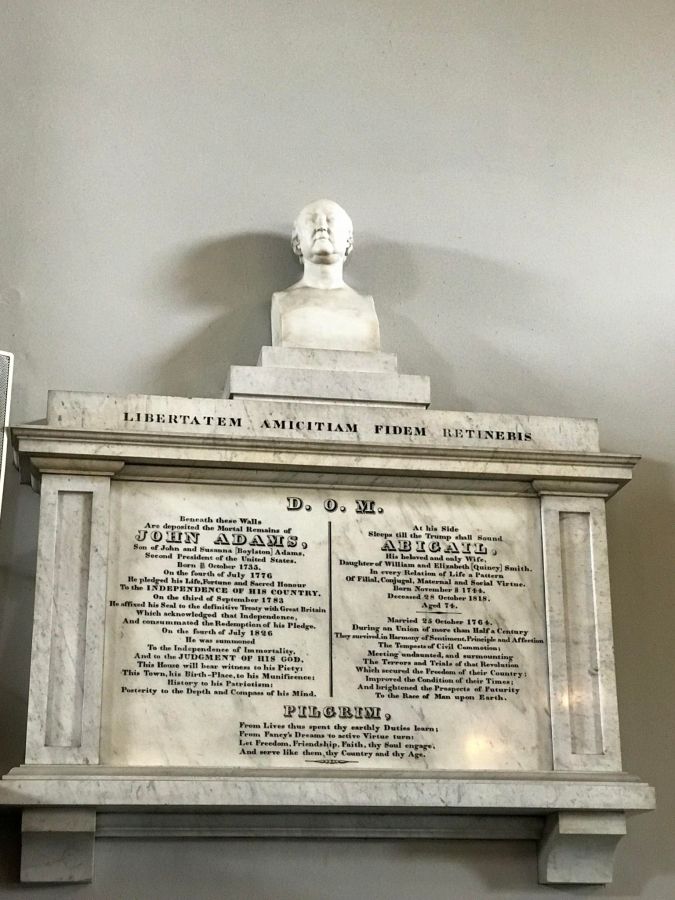 LIBERTATEM AMICITIAM FIDEM RETINEBIS
D. O. M.
Beneath these Walls
Are deposited the Mortal Remains of
JOHN ADAMS,
Son of John and Susanna [Boylston] Adams.
Second President of the United States.
Born October 1735.
On the fourth of July 1776
He pledged his Life, Fortune and Sacred Honour
To the INDEPENDENCE OF HIS COUNTRY.
On the third of September 1783
He affixed his Seal to the definitive Treaty with Great Britain
Which acknowledged that Independence,
And consummated the Redemption of his Pledge.
On the fourth of July 1826
He was summoned
To the Independence of Immortality,
And to the JUDGMENT OF HIS GOD.
This House will bear witness to his Piety:
This Town, his Birth-Place, to his Munificence:
History to his Patriotism:
Posterity to the Depth and Compass of his Mind.
At his Side
Sleeps till the Trump shall Sound
ABIGAIL,
His beloved and only Wife,
Daughter of William and Elizabeth [Quincy] Smith.
In every Relation of Life a Pattern
Of Filial, Conjugal, Maternal and Social Virtue.
Born November 1744.
Deceased 28 October 1818.
Aged 74.
Married 25 October 1764.
During an Union of more than Half a Century
They survived in Harmony of Sentiment, Principle and Affection
The Tempests of Civil Commotion;
Meeting undaunted, and surmounting
The Terrors and Trials of that Revolution
Which secured the Freedom of their Country;
Improved the Condition of their Times;
And brightened the Prospects of Futurity
To the Race of Man upon Earth.
PILGRIM,
From Lives thus spent thy earthly Duties learn;
From Fancy's Dreams to active Virtue turn:
Let Freedom, Friendship, Faith, thy Soul engage,
And serve like them thy Country and thy Age.